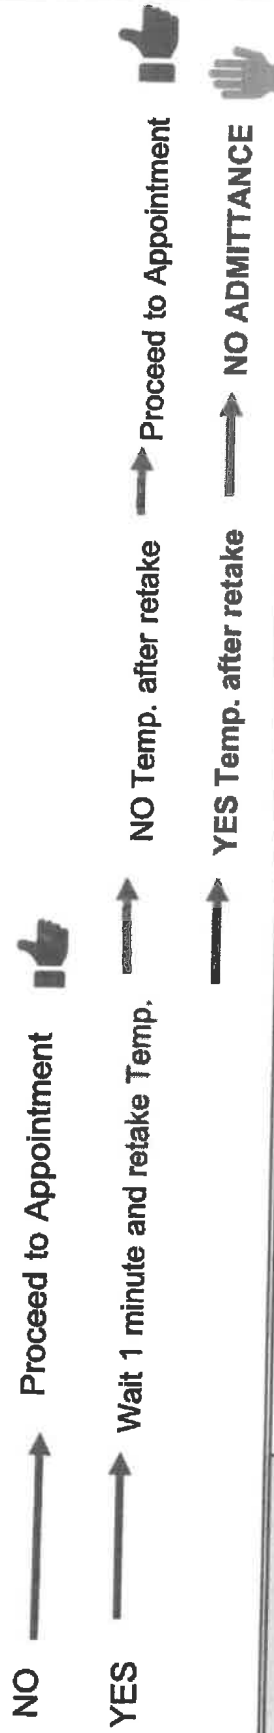 NO Proceed to Appointment
YES Wait 1 minute and retake Temp. NO Temp. after retake Proceed to Appointment
YES Temp. after retake NO ADMITTANCE